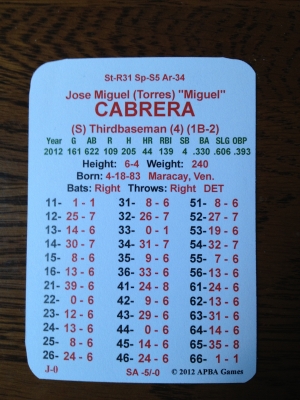 St-R31 Sp-S5 Ar-34
Jose Miguel (Torres) "Miguel"
CABRERA
(S) Thirdbaseman (4) (1B-2)
Year G AB R H HR RBI SB BA SLG OBP
2012 161 622 109 205 44 139 4 .330 .606 .393
Height: 6-4 Weight: 240
Born: 4-18-83 Maracay, Ven.
Bats: Right Throws: Right DET
11- 1 - 1 31- 8 - 6 51- 8 - 6
12- 25 - 7 32- 26 - 7 52- 27 - 7
13- 14 - 6 33- 0 - 1 53- 19 - 6
14- 30 - 7 34- 31 - 7 54- 32 - 7
15- 8 - 6 35- 9 - 6 55- 7 - 6
16- 13 - 6 36- 33 - 6 56- 13 - 6
21- 39 - 6 41- 24 - 6 61- 0 - 1
22- 8 - 6 42- 9 - 6 62- 13 - 6
23- 12 - 6 43- 29 - 6 63- 31 - 6
24- 13 - 6 44- 0 - 1 64- 14 - 6
25- 8 - 6 45- 14 - 6 65- 35 - 8
26- 24 - 6 46- 24 - 6 66- 1 - 1
J-0 SA -5/-0 © 2012 APBA Games